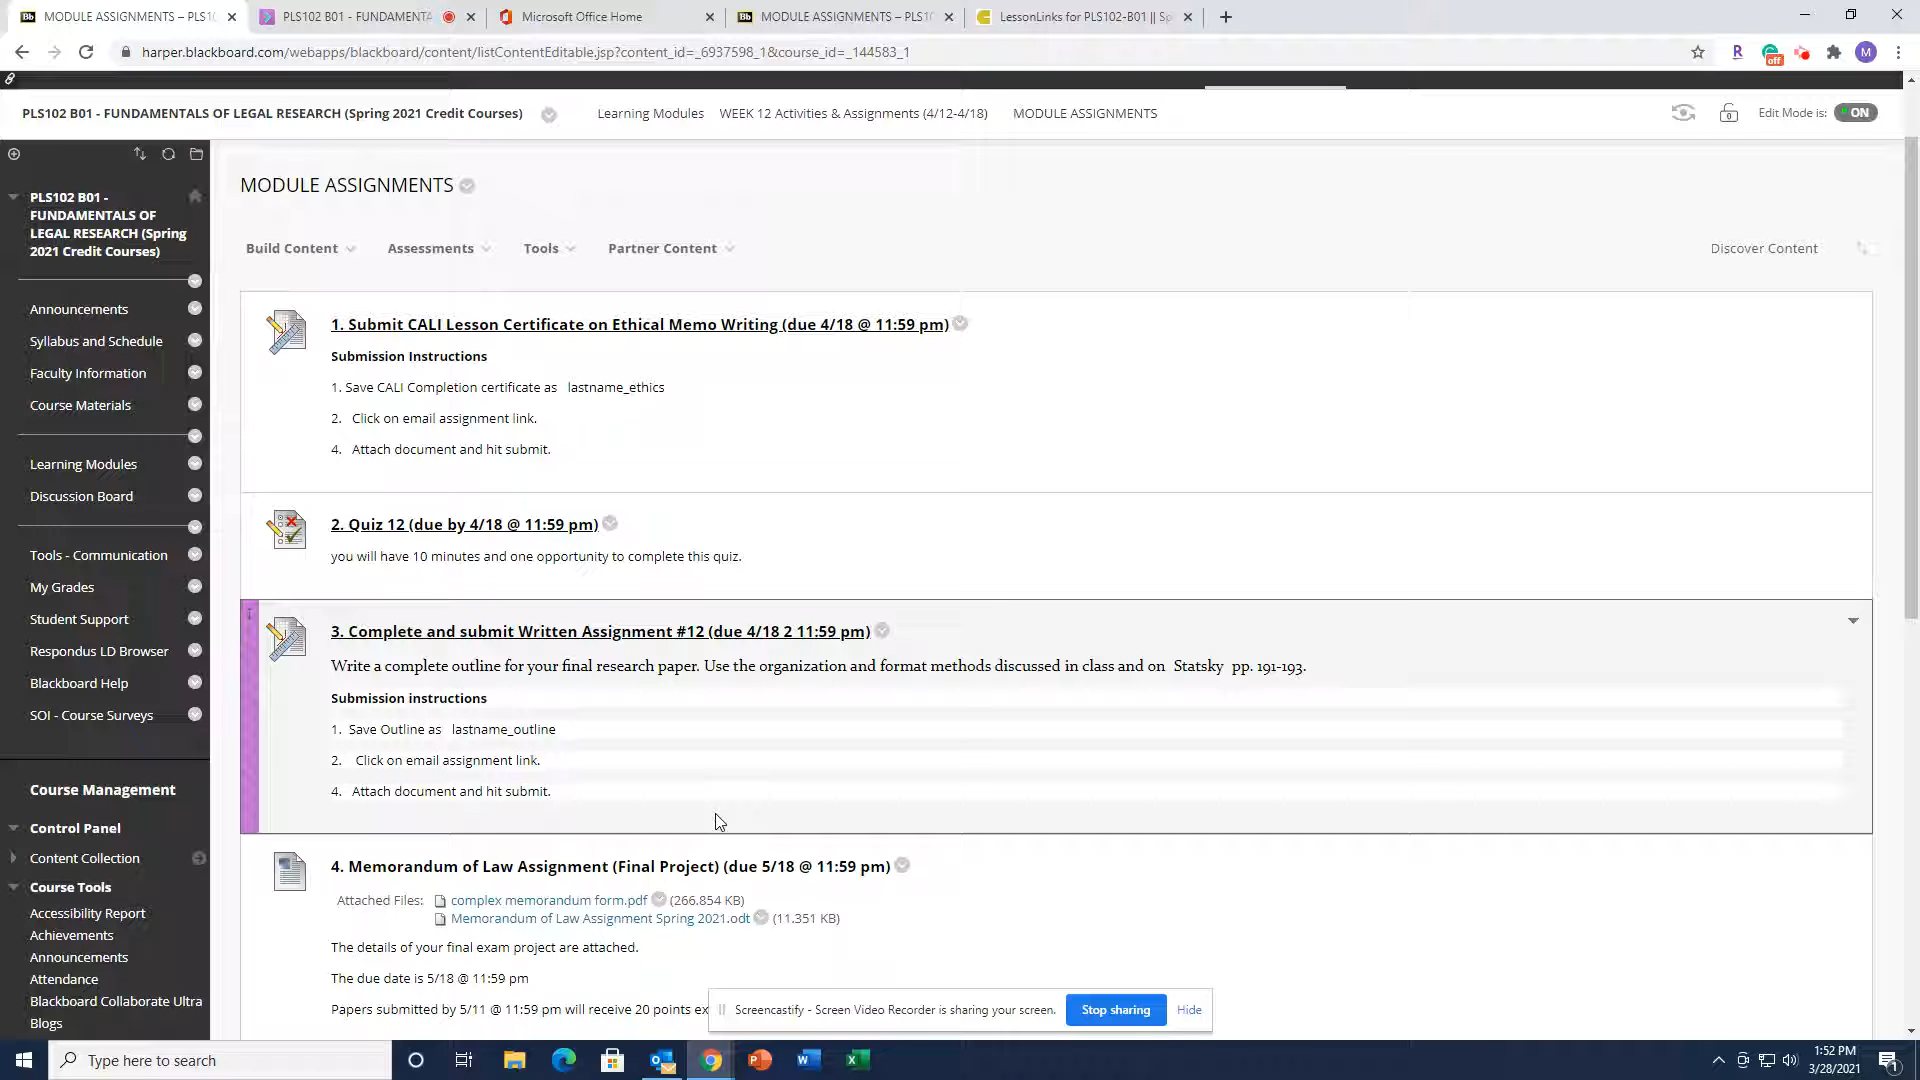 MODULE ASSIGNMENTS – PLS10
PLS102 B01 - FUNDAMENTA
Microsoft Office Home
MODULE ASSIGNMENTS – PLS10
LessonLinks for PLS102-B01 || Sp
harper.blackboard.com/webapps/blackboard/content/listContentEditable.jsp?content_id=_6937598_1&course_id=_144583_1
R
off
M
PLS102 B01 - FUNDAMENTALS OF LEGAL RESEARCH (Spring 2021 Credit Courses)
Learning Modules
WEEK 12 Activities & Assignments (4/12-4/18)
MODULE ASSIGNMENTS
Edit Mode is:
ON
PLS102 B01 -
FUNDAMENTALS OF
LEGAL RESEARCH (Spring
2021 Credit Courses)
Announcements
Syllabus and Schedule
Faculty Information
Course Materials
Learning Modules
Discussion Board
Tools - Communication
My Grades
Student Support
Respondus LD Browser
Blackboard Help
SOI - Course Surveys
Course Management
Control Panel
Content Collection
Course Tools
Accessibility Report
Achievements
Announcements
Attendance
Blackboard Collaborate Ultra
Blogs
MODULE ASSIGNMENTS
Build Content
Assessments
Tools
Partner Content
Discover Content
1. Submit CALI Lesson Certificate on Ethical Memo Writing (due 4/18 @ 11:59 pm)
Submission Instructions
1. Save CALI Completion certificate as lastname_ethics
2. Click on email assignment link.
4. Attach document and hit submit.
2. Quiz 12 (due by 4/18 @ 11:59 pm)
you will have 10 minutes and one opportunity to complete this quiz.
3. Complete and submit Written Assignment #12 (due 4/18 2 11:59 pm)
Write a complete outline for your final research paper. Use the organization and format methods discussed in class and on Statsky pp. 191-193.
Submission instructions
1. Save Outline as lastname_outline
2. Click on email assignment link.
4. Attach document and hit submit.
4. Memorandum of Law Assignment (Final Project) (due 5/18 @ 11:59 pm)
Attached Files: complex memorandum form.pdf (266.854 KB)
Memorandum of Law Assignment Spring 2021.odt (11.351 KB)
The details of your final exam project are attached.
The due date is 5/18 @ 11:59 pm
Papers submitted by 5/11 @ 11:59 pm will receive 20 points ex
Screencastify - Screen Video Recorder is sharing your screen.
Stop sharing
Hide
Type here to search
1:52 PM
3/28/2021